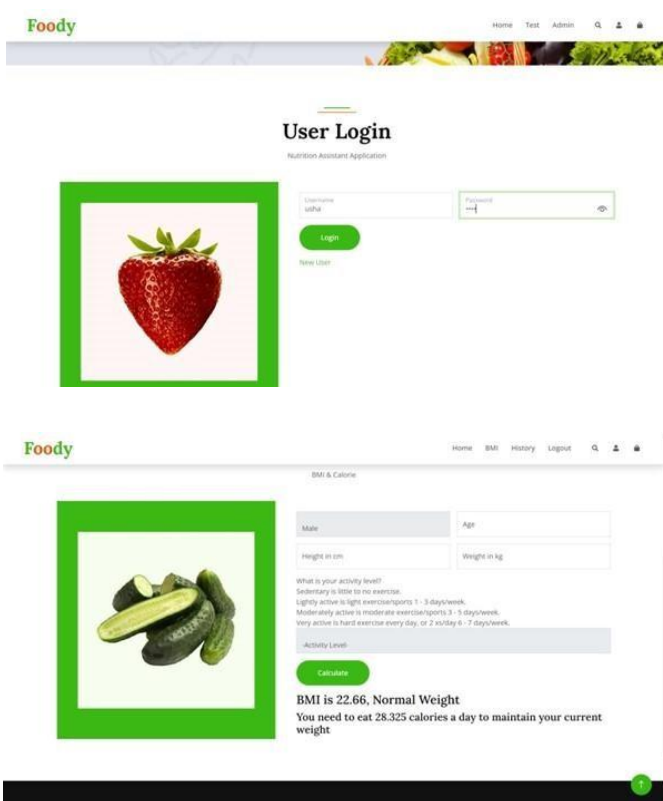 Foody
Home Test Admin
User Login
Nutrition Assistant Application
Username
usha
Password
Login
New User
Foody
Home BMI History Logout
BMI & Calorie
Male
Age
Height in cm
Weight in kg
What is your activity level?
Sedentary is little to no exercise.
Lightly active is light exercise/sports 1 - 3 days/week.
Moderately active is moderate exercise/sports 3 - 5 days/week.
Very active is hard exercise every day, or 2 xs/day 6 - 7 days/week.
-Activity Level-
Calculate
BMI is 22.66, Normal Weight
You need to eat 28.325 calories a day to maintain your current
weight